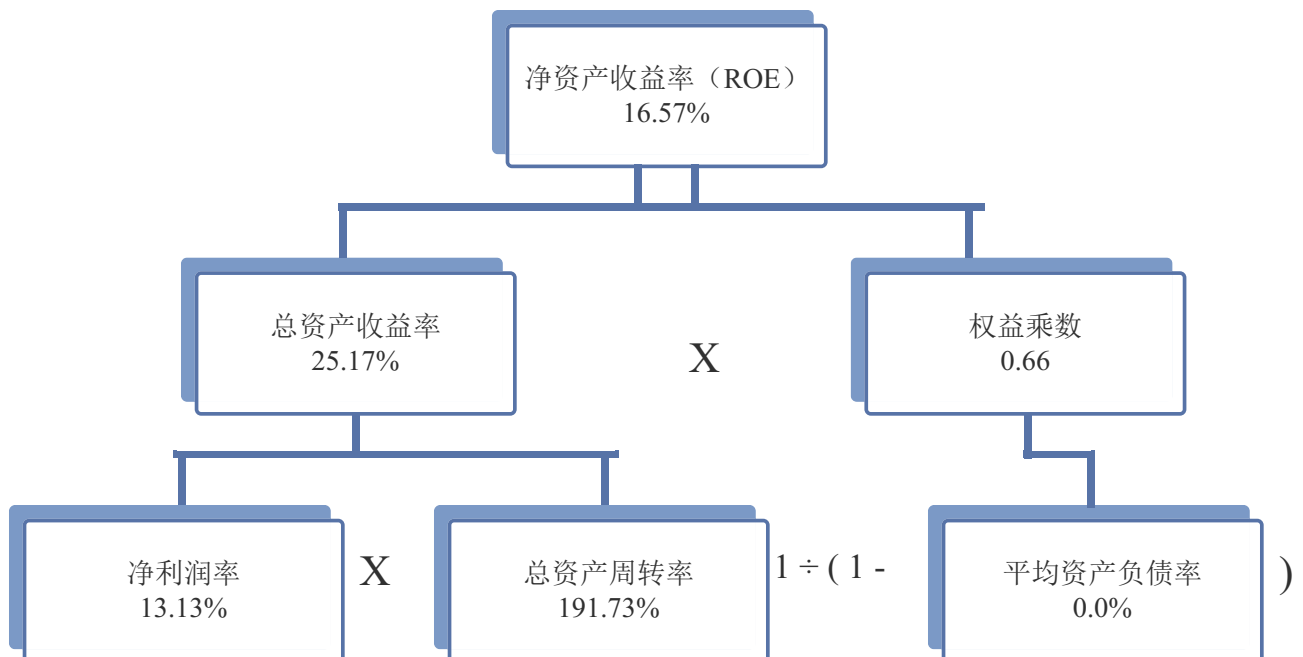 净资产收益率（ROE）
16.57%
总资产收益率
25.17%
X
权益乘数
0.66
净利润率
13.13%
X
总资产周转率
191.73%
1 ÷ ( 1 -
平均资产负债率
0.0%
)